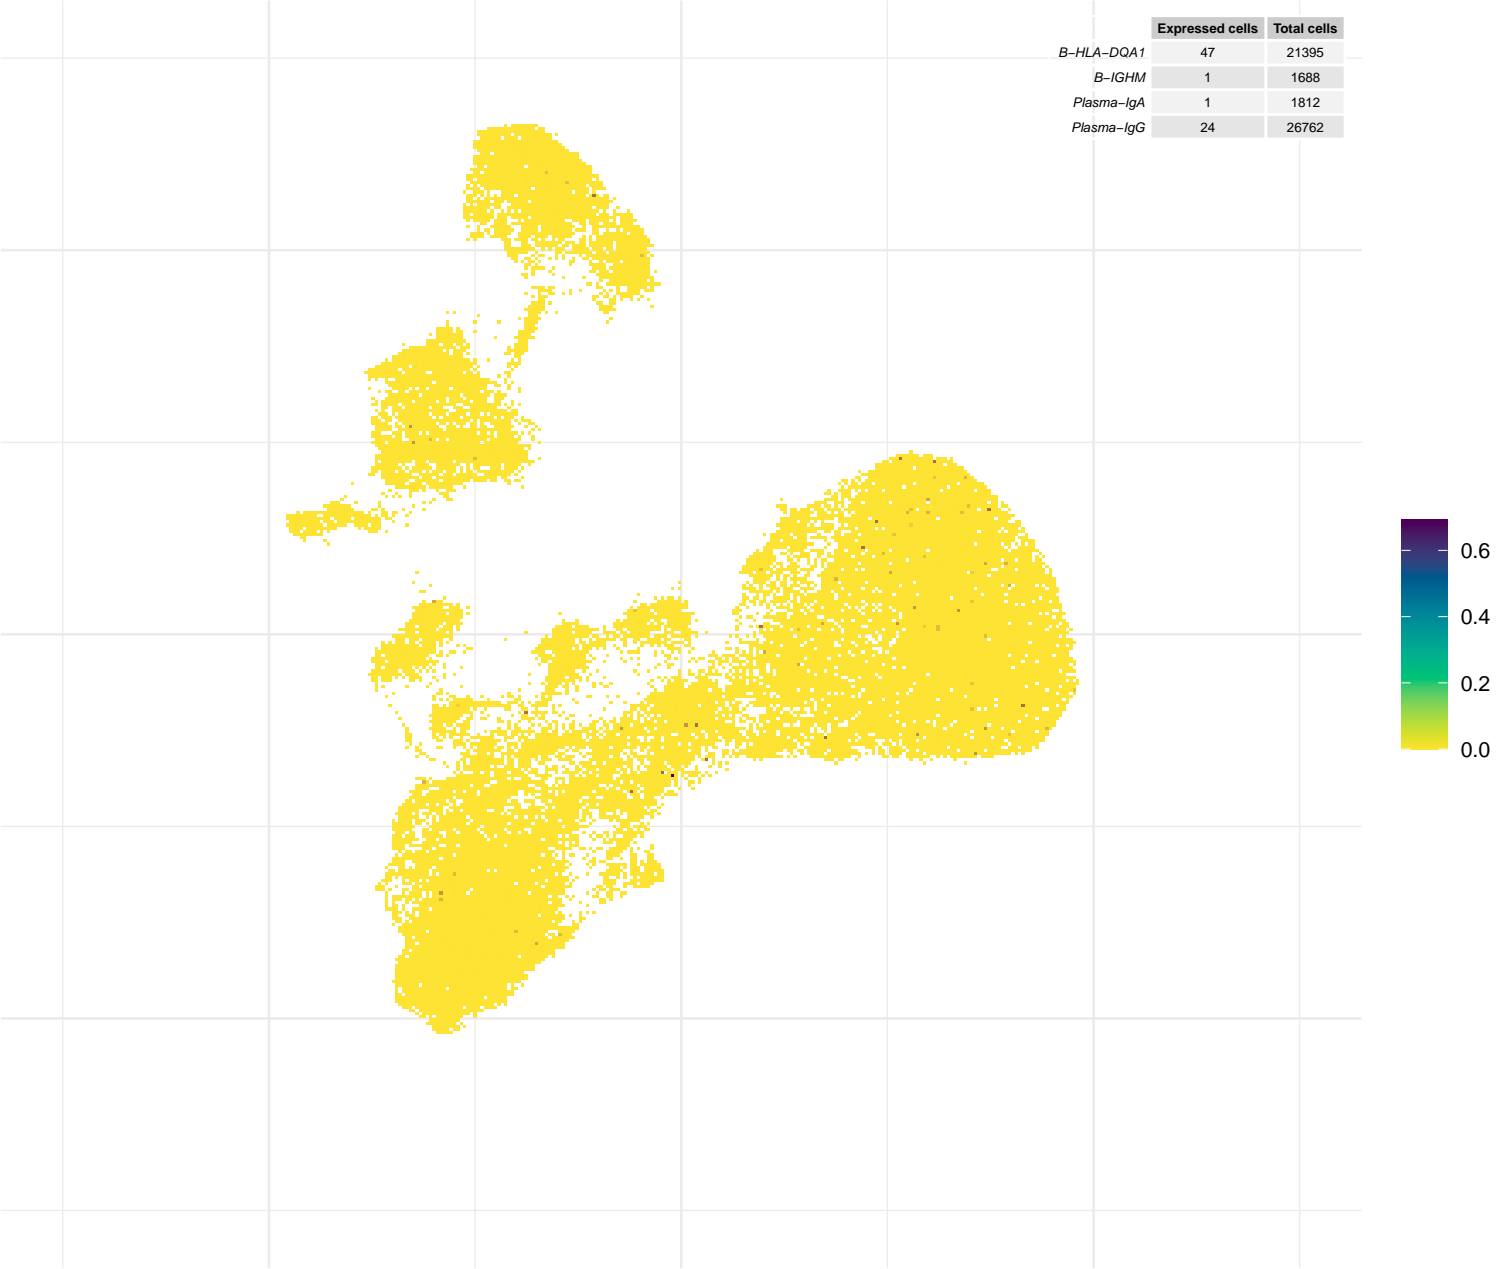 Expressed cells Total cells
B-HLA-DQA1 47 21395
B-IGHM 1 1688
Plasma-IgA 1 1812
Plasma-IgG 24 26762
0.6
0.4
0.2
0.0